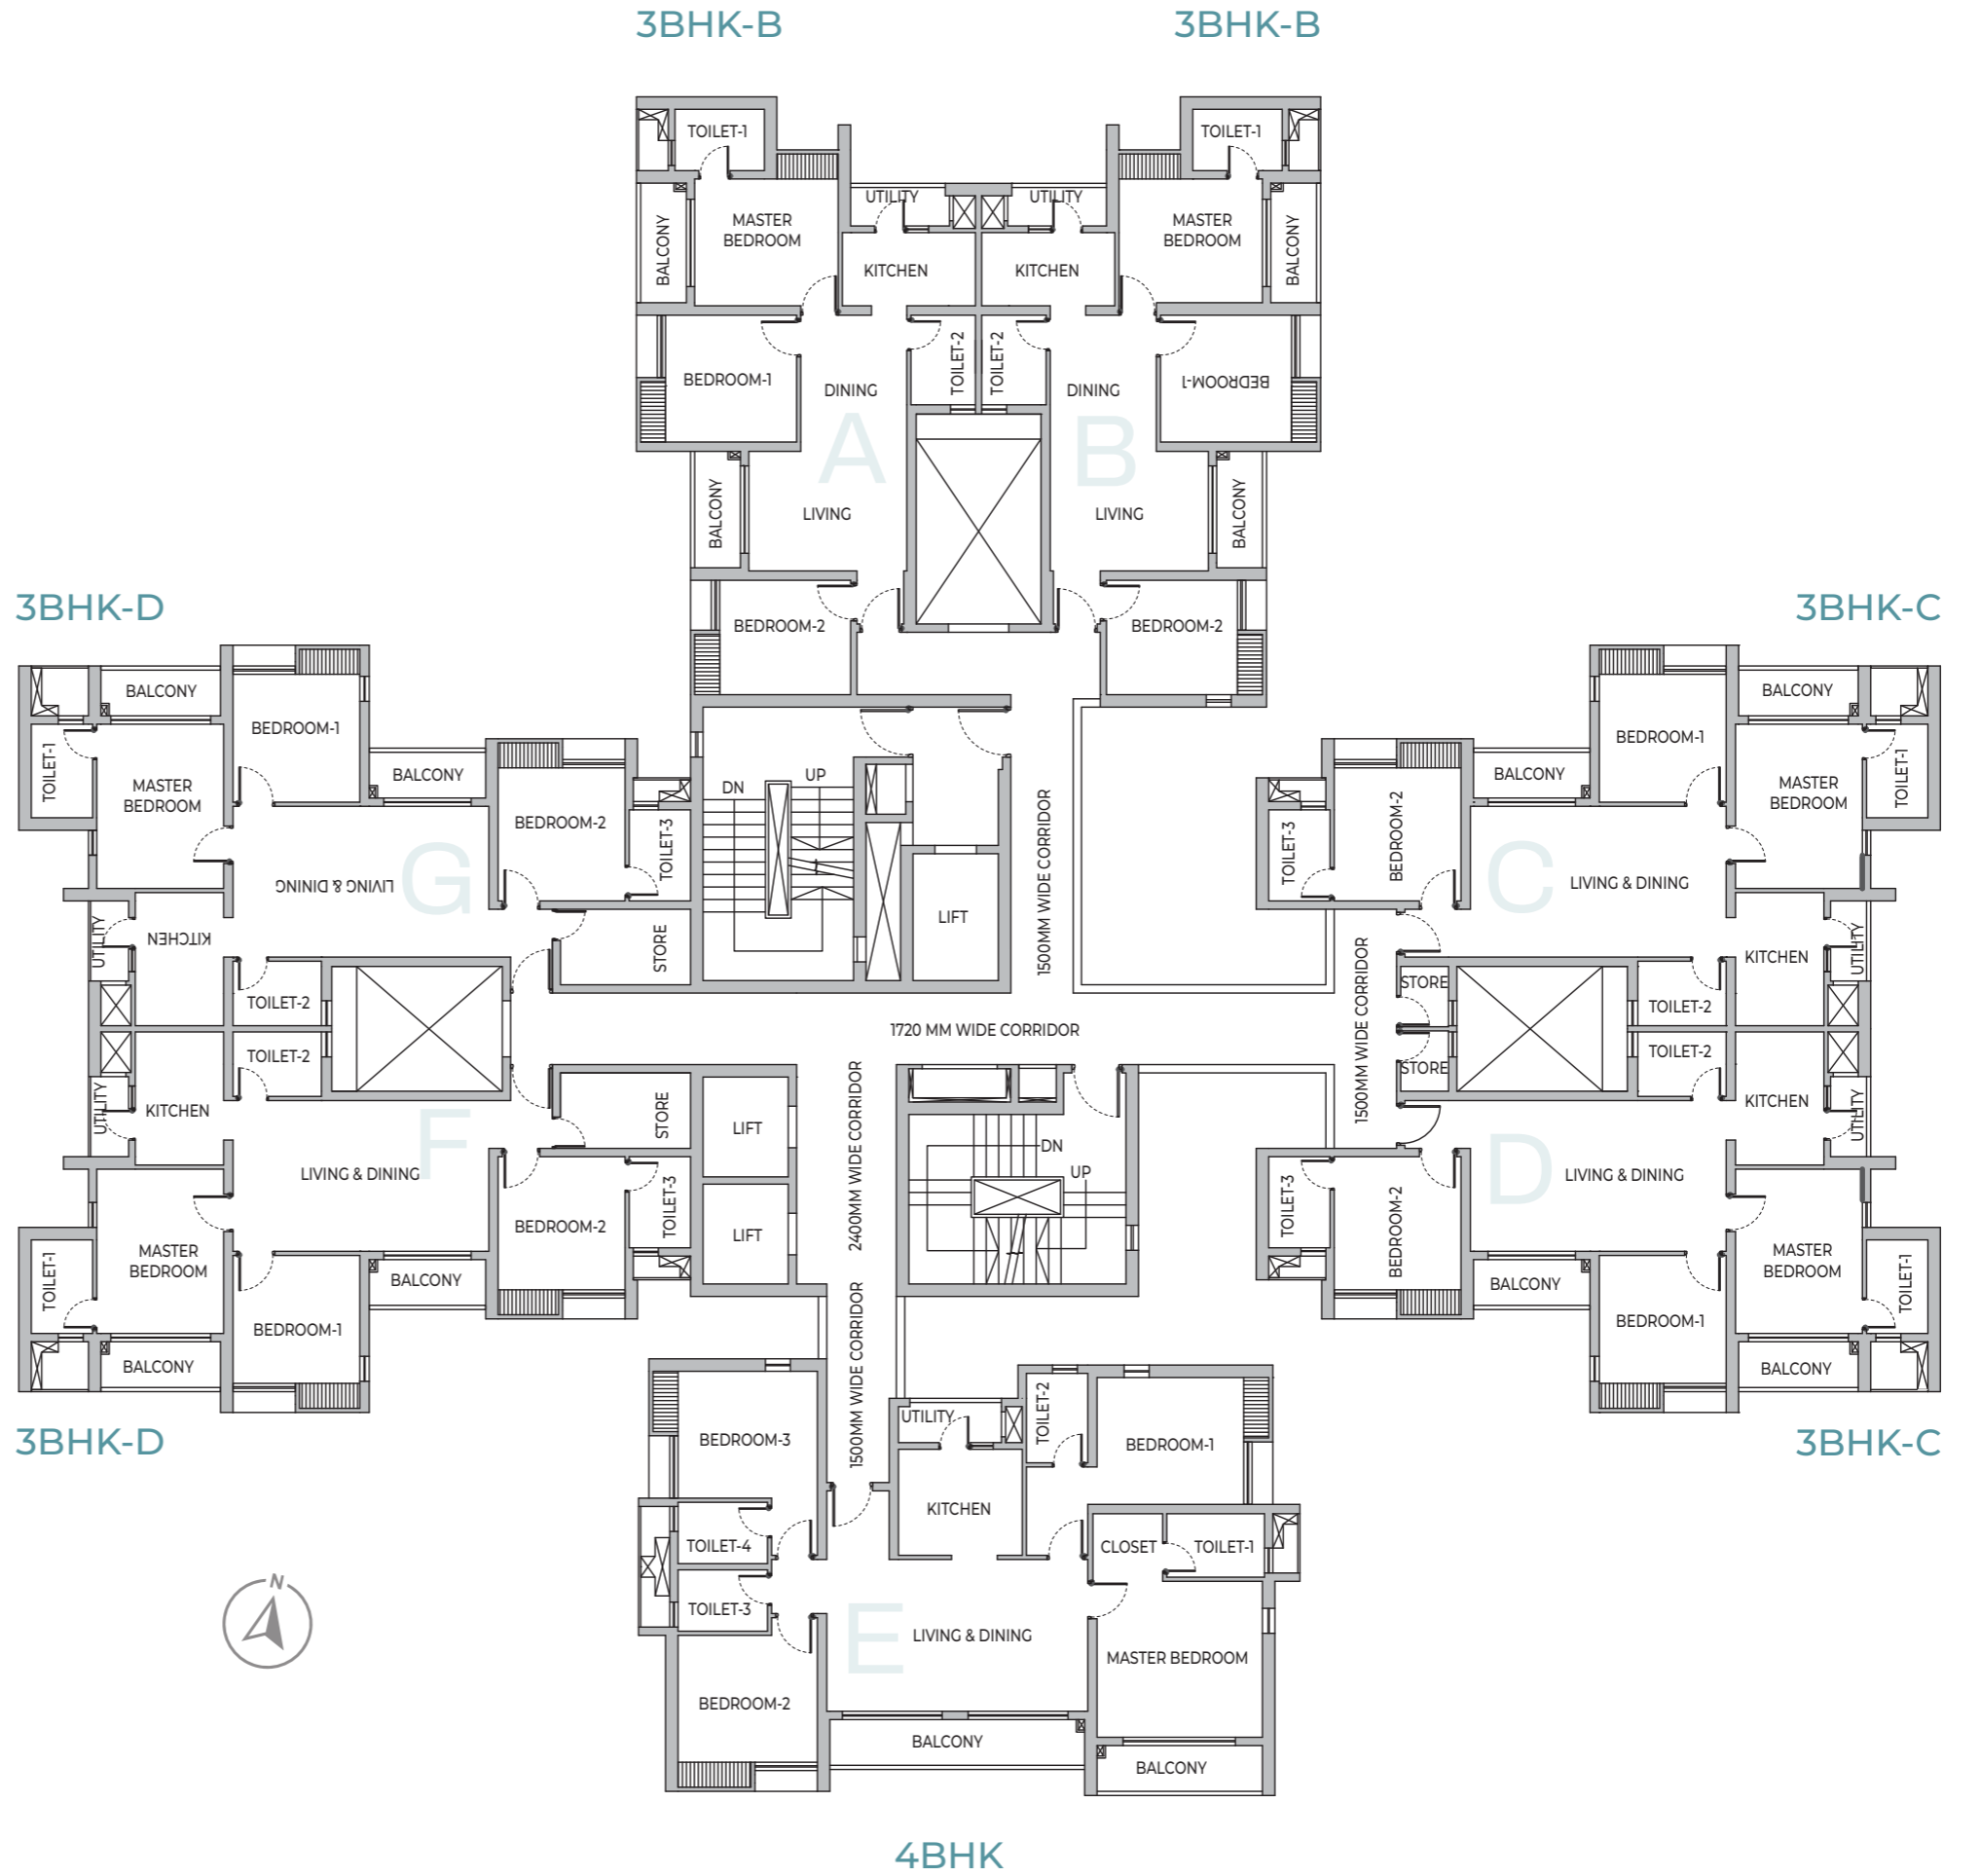 3BHK-B
3BHK-B
TOILET-1
TOILET-1
UTILITY
UTILITY
MASTER
BEDROOM
MASTER
BEDROOM
BALCONY
BALCONY
KITCHEN
KITCHEN
TOILET-2
TOILET-2
BEDROOM-1
BEDROOM-1
DINING
DINING
A
B
BALCONY
LIVING
LIVING
BALCONY
BEDROOM-2
BEDROOM-2
3BHK-D
3BHK-C
BALCONY
BEDROOM-1
BALCONY
TOILET-1
MASTER
BEDROOM
BEDROOM-2
TOILET-3
G
LIVING & DINING
KITCHEN
UTILITY
TOILET-2
STORE
DN
UP
LIFT
1500MM WIDE CORRIDOR
BALCONY
BEDROOM-1
BALCONY
TOILET-1
MASTER
BEDROOM
BEDROOM-2
TOILET-3
C
LIVING & DINING
KITCHEN
UTILITY
STORE
TOILET-2
1500MM WIDE CORRIDOR
1720 MM WIDE CORRIDOR
TOILET-2
KITCHEN
UTILITY
F
STORE
LIFT
LIFT
LIVING & DINING
BEDROOM-2
TOILET-3
MASTER
BEDROOM
TOILET-1
BALCONY
BEDROOM-1
BALCONY
2400MM WIDE CORRIDOR
DN
UP
STORE
TOILET-2
KITCHEN
UTILITY
D
LIVING & DINING
TOILET-3
BEDROOM-2
MASTER
BEDROOM
TOILET-1
BALCONY
BEDROOM-1
BALCONY
3BHK-D
3BHK-C
1500MM WIDE CORRIDOR
BEDROOM-3
UTILITY
TOILET-2
BEDROOM-1
KITCHEN
TOILET-4
CLOSET
TOILET-1
TOILET-3
E
LIVING & DINING
MASTER BEDROOM
BEDROOM-2
BALCONY
BALCONY
N
4BHK